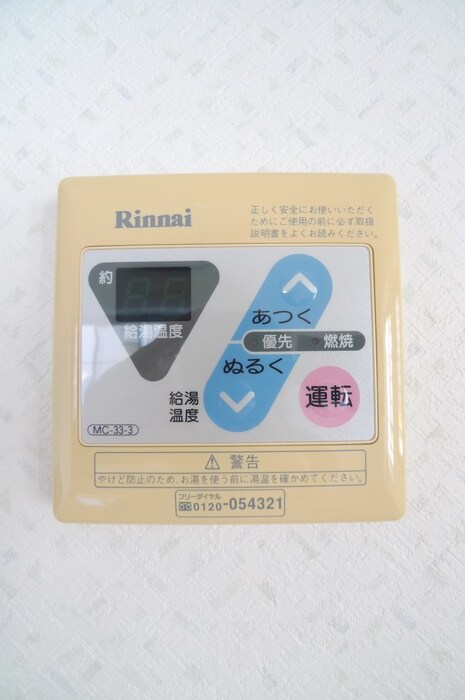 Rinnai
正しく安全にお使いいただく
ためにご使用の前に必ず取扱
説明書をよくお読みください。
約
給湯温度
あつく
優先 燃焼
ぬるく
給湯
温度
運転
MC-33-3
⚠ 警告
やけど防止のため、お湯を使う前に湯温を確かめてください。
フリーダイヤル
0120-054321